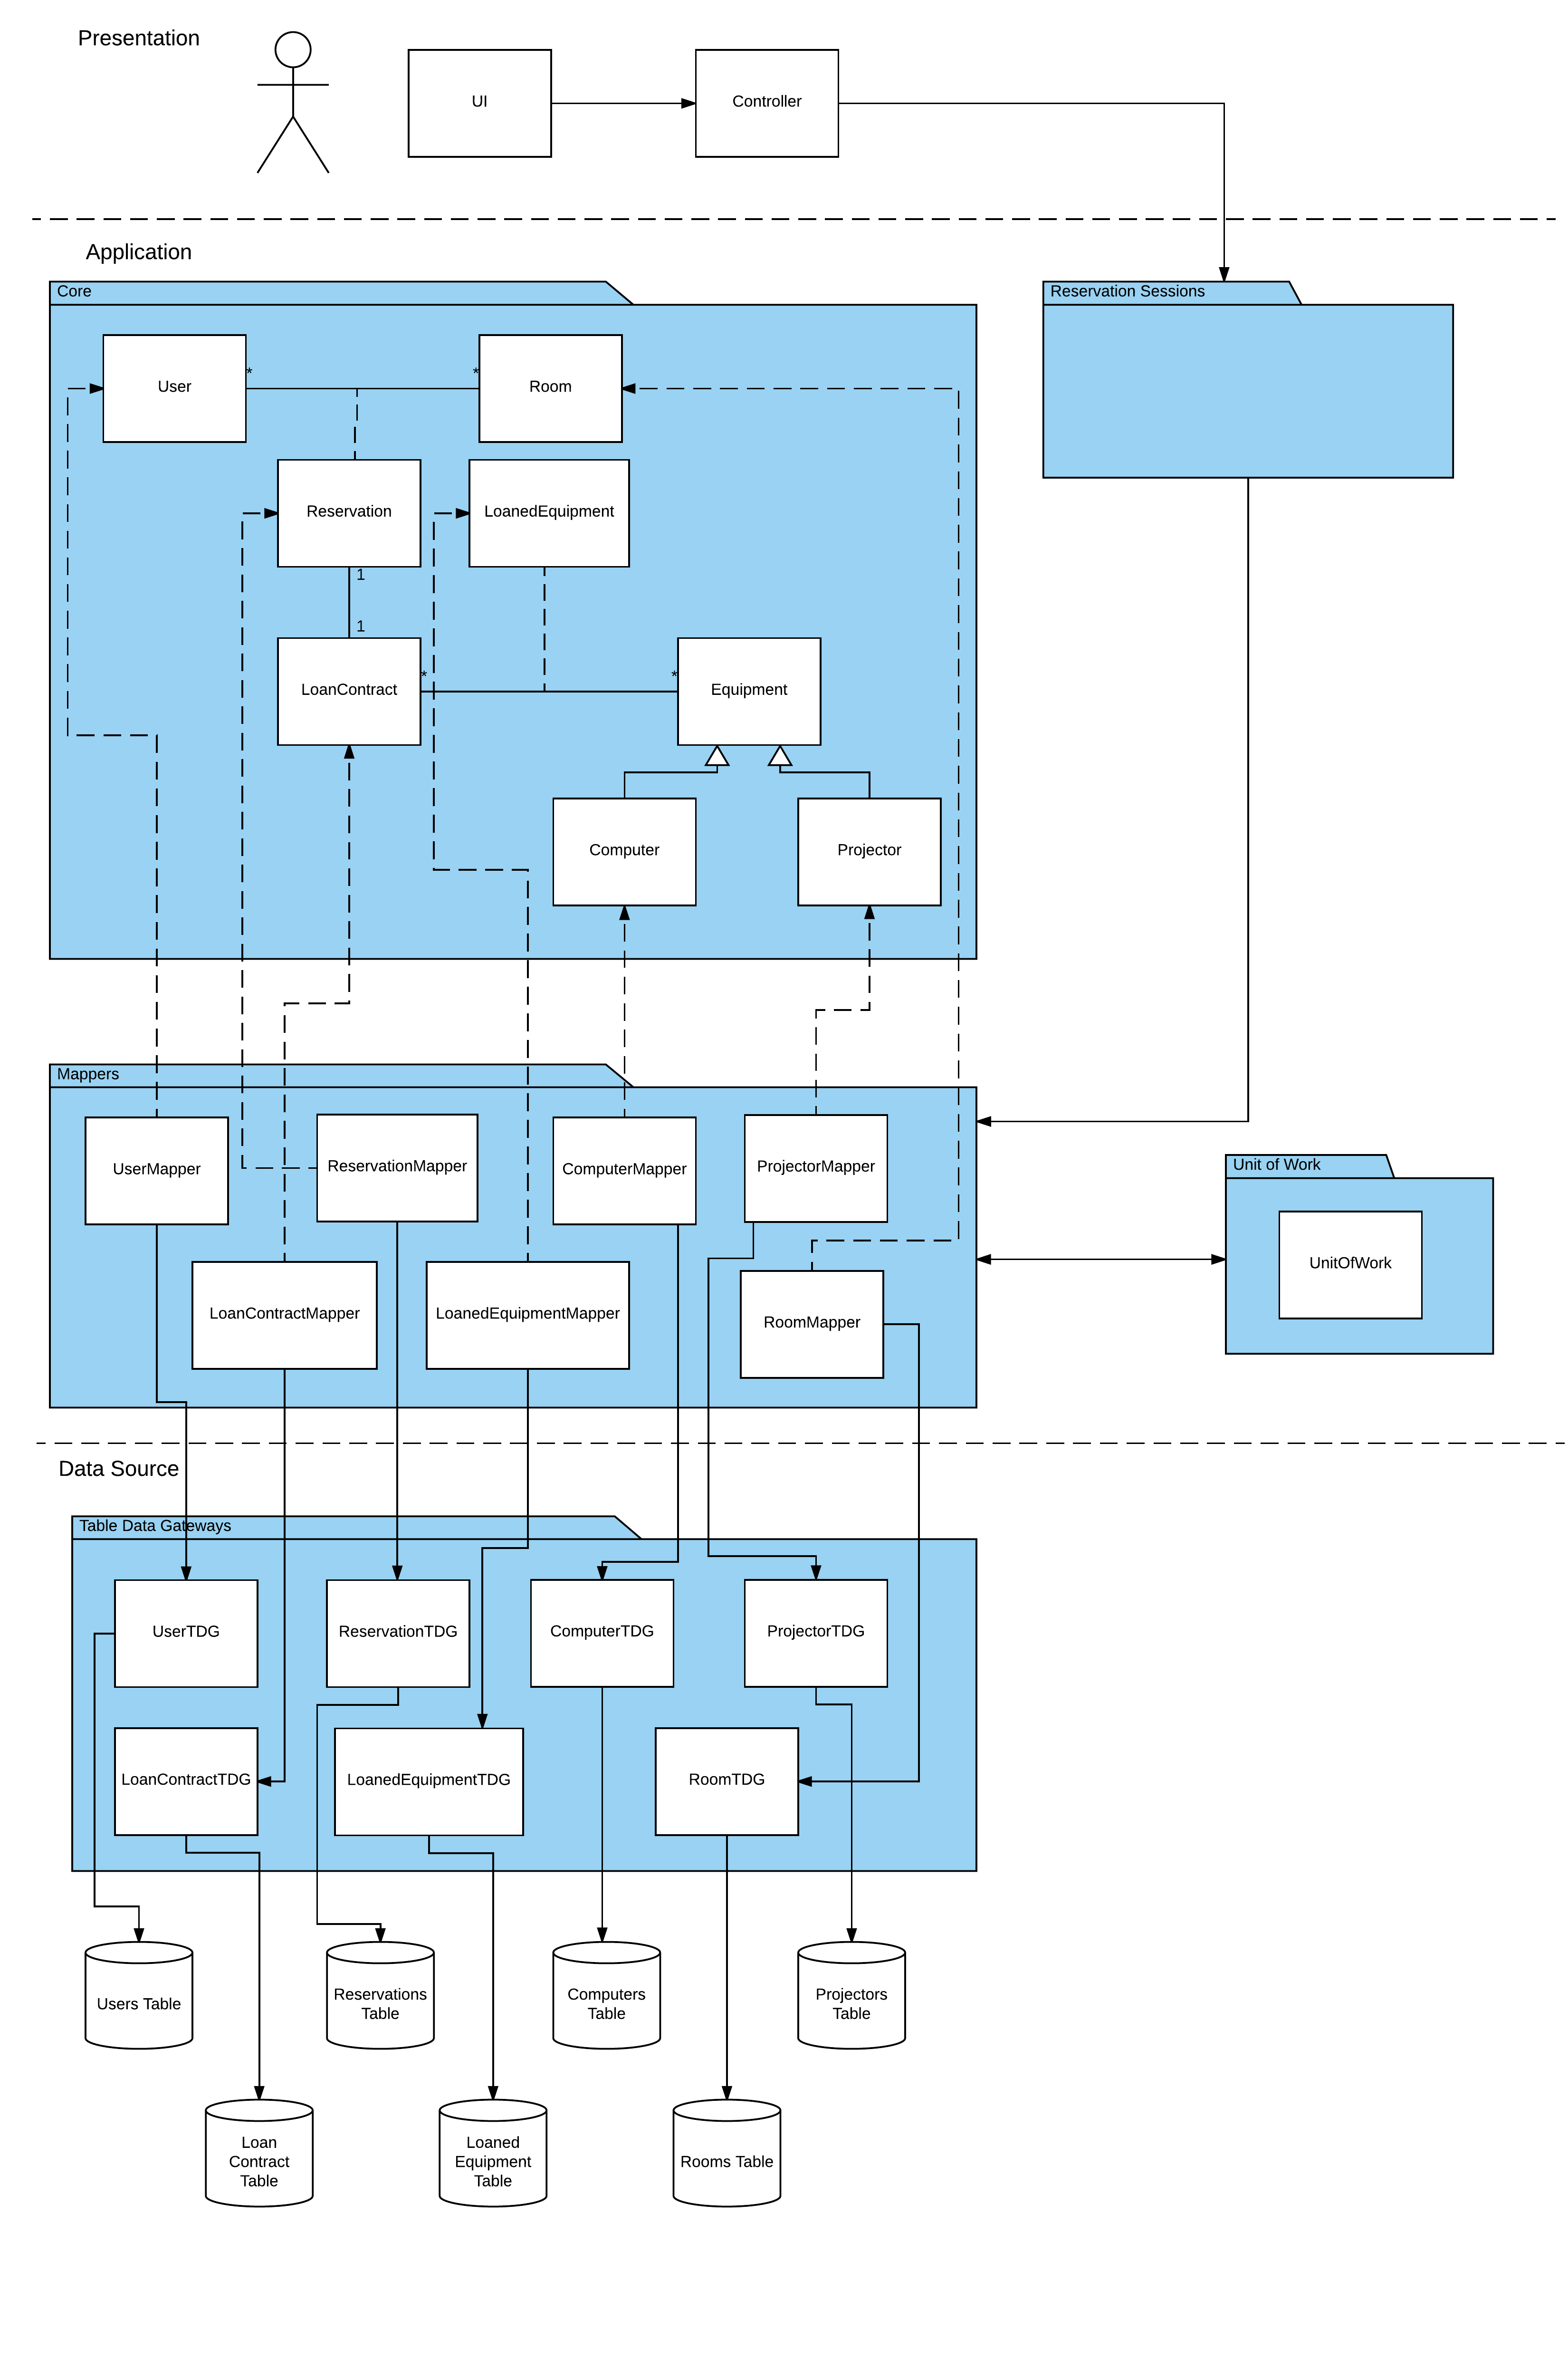 Presentation
UI
Controller
Application
Core
Reservation Sessions
User
*
*
Room
Reservation
LoanedEquipment
1
1
LoanContract
*
*
Equipment
Computer
Projector
Mappers
UserMapper
ReservationMapper
ComputerMapper
ProjectorMapper
Unit of Work
UnitOfWork
LoanContractMapper
LoanedEquipmentMapper
RoomMapper
Data Source
Table Data Gateways
UserTDG
ReservationTDG
ComputerTDG
ProjectorTDG
LoanContractTDG
LoanedEquipmentTDG
RoomTDG
Users Table
Reservations
Table
Computers
Table
Projectors
Table
Loan
Contract
Table
Loaned
Equipment
Table
Rooms Table